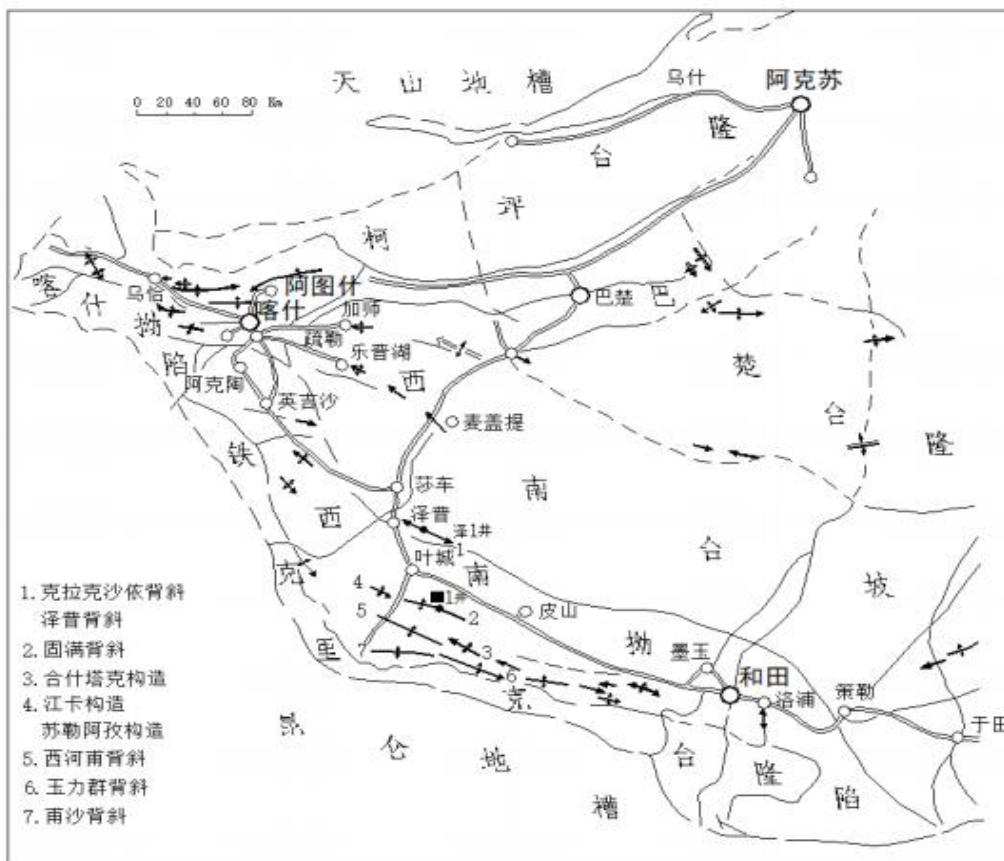 天山地槽
乌什
阿克苏
0 20 40 60 80 Km
隆
台
坪
柯
喀
什
坳
陷
乌恰
阿图什
喀什
加师
疏勒
乐普湖
阿克陶
英吉沙
西
巴楚
巴
楚
台
隆
麦盖提
铁
西
克
里
克
莎车
泽普
泽1井
1
叶城
南
南
台
坡
4
1井
5
2
皮山
坳
7
3
6
墨玉
和田
洛浦
策勒
于田
台
隆
陷
昆仑地槽
1.克拉克沙依背斜
泽普背斜
2.固满背斜
3.合什塔克构造
4.江卡构造
苏勒阿孜构造
5.西河甫背斜
6.玉力群背斜
7.甫沙背斜